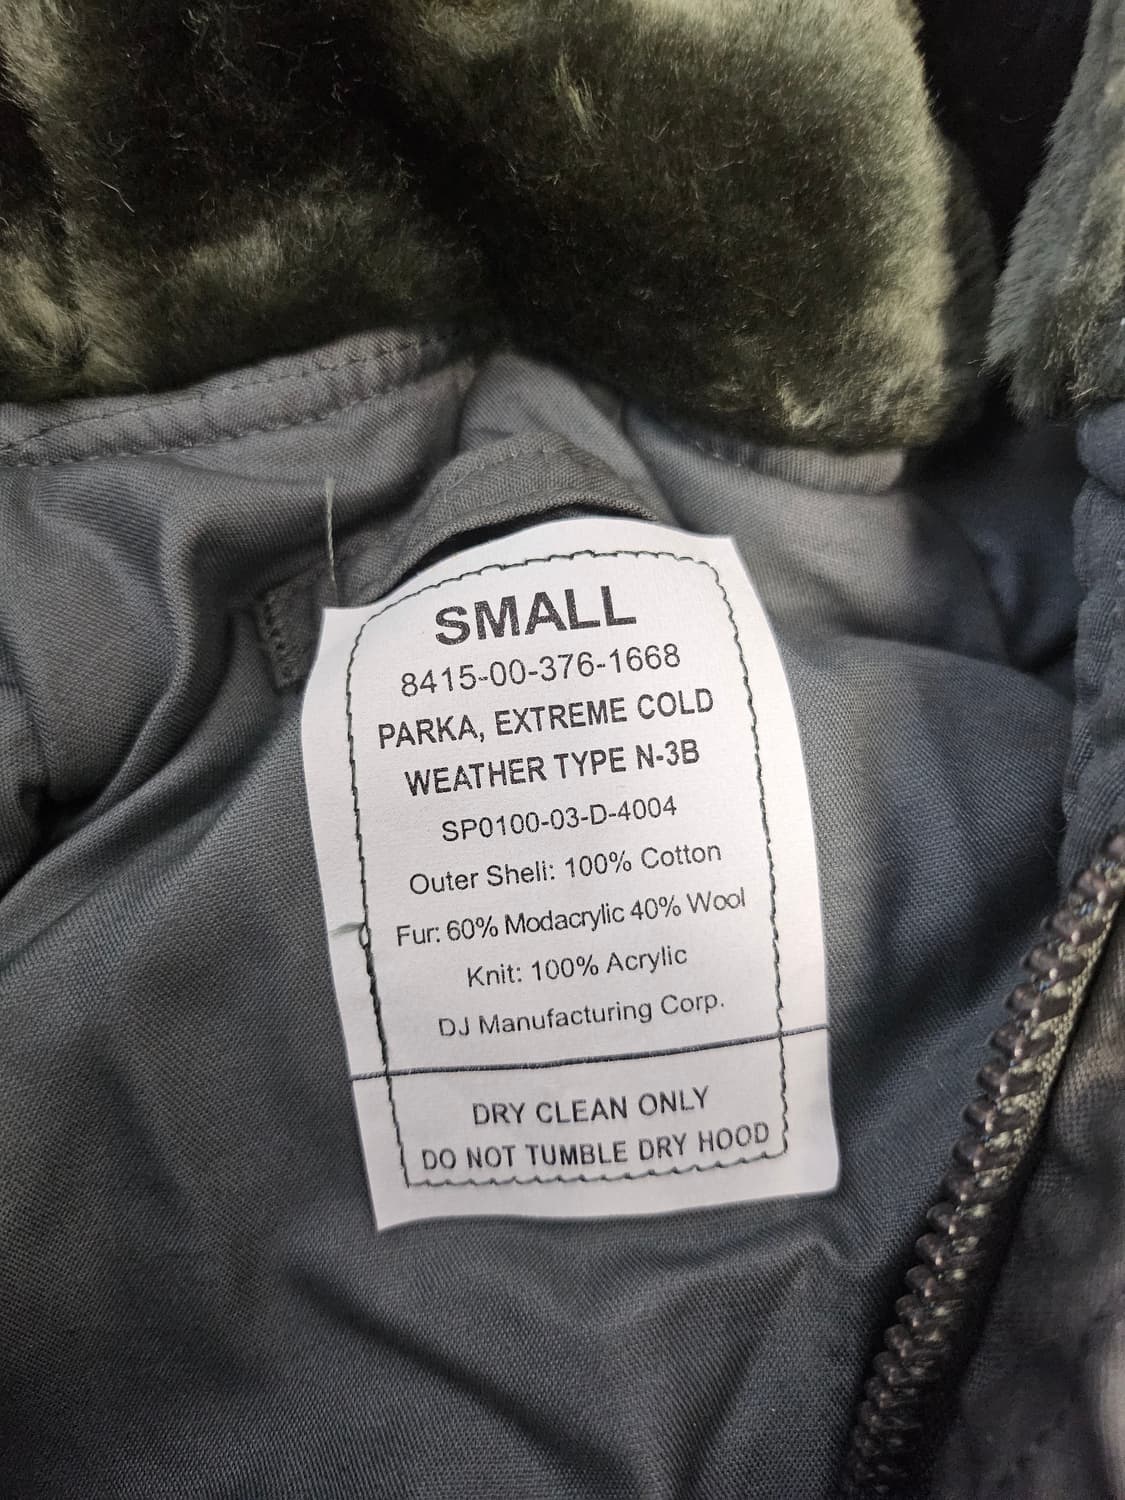 SMALL
8415-00-376-1668
PARKA, EXTREME COLD
WEATHER TYPE N-3B
SP0100-03-D-4004
Outer Shell: 100% Cotton
Fur: 60% Modacrylic 40% Wool
Knit: 100% Acrylic
DJ Manufacturing Corp.
DRY CLEAN ONLY
DO NOT TUMBLE DRY HOOD